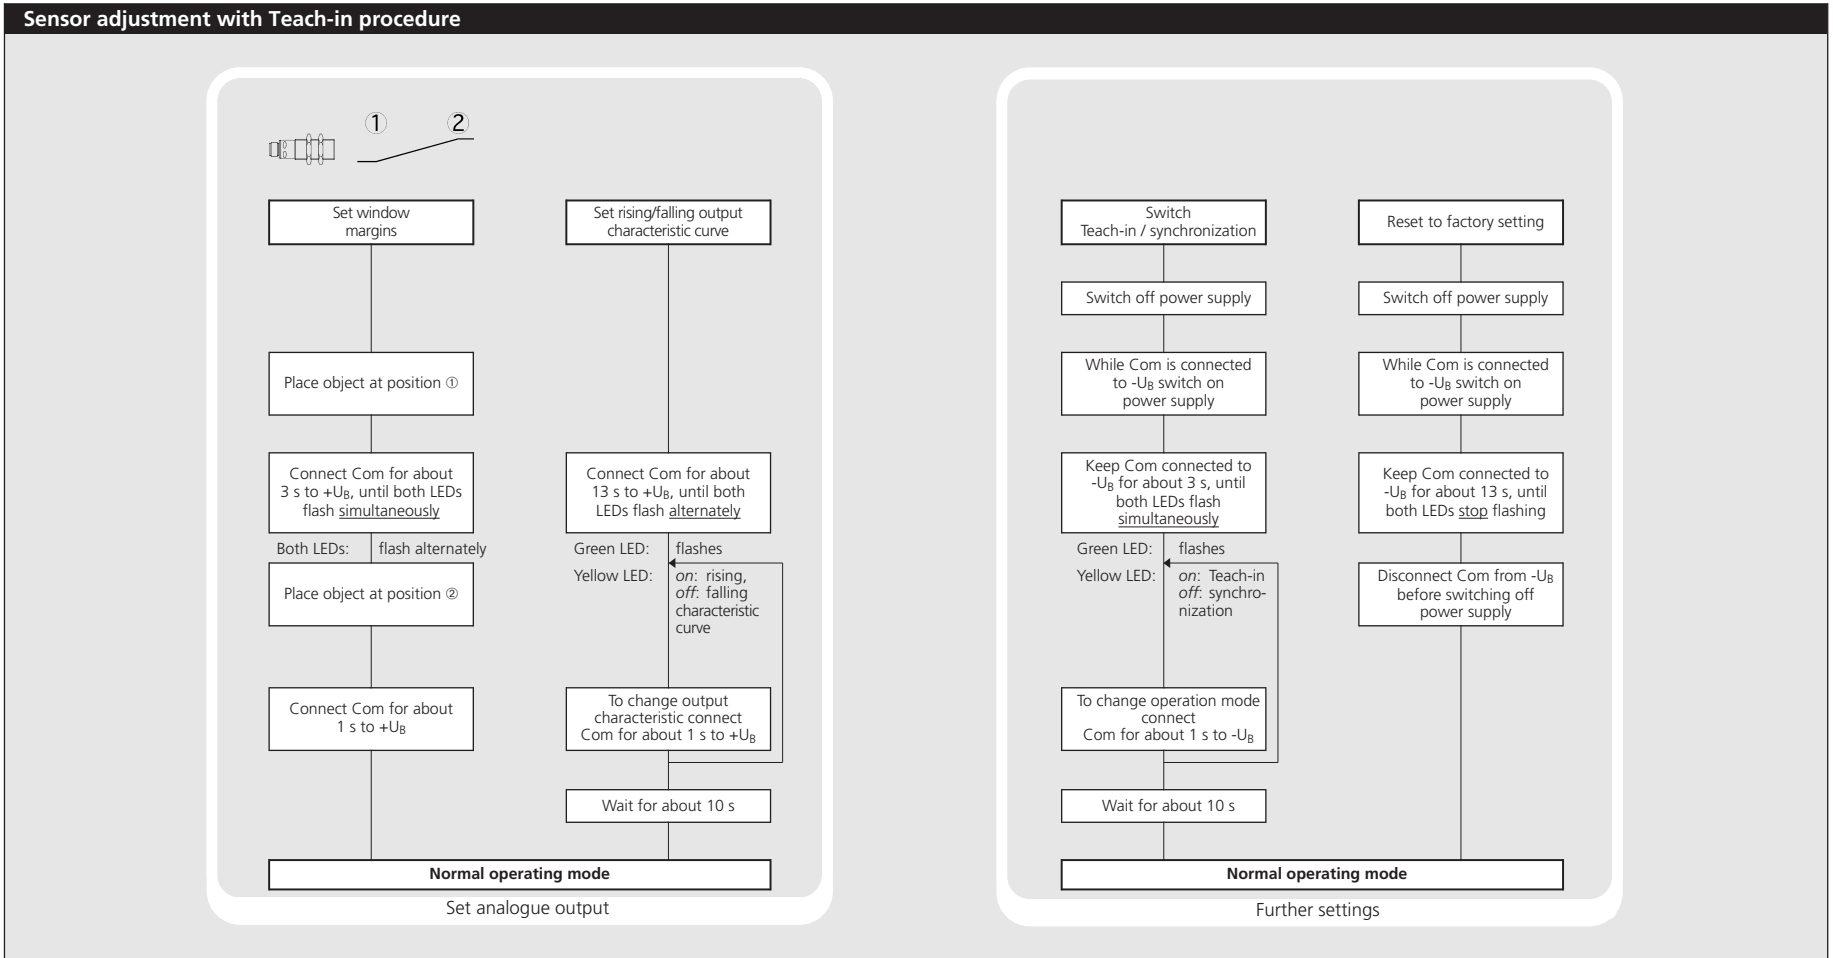 Sensor adjustment with Teach-in procedure
① ②
Set window
margins
Place object at position ①
Connect Com for about
3 s to +UB, until both LEDs
flash simultaneously
Both LEDs: flash alternately
Place object at position ②
Connect Com for about
1 s to +UB
Set rising/falling output
characteristic curve
Connect Com for about
13 s to +UB, until both
LEDs flash alternately
Green LED: flashes
Yellow LED: on: rising,
off: falling
characteristic
curve
To change output
characteristic connect
Com for about 1 s to +UB
Wait for about 10 s
Normal operating mode
Set analogue output
Switch
Teach-in / synchronization
Switch off power supply
While Com is connected
to -UB switch on
power supply
Keep Com connected to
-UB for about 3 s, until
both LEDs flash
simultaneously
Green LED: flashes
Yellow LED: on: Teach-in
off: synchro-
nization
To change operation mode
connect
Com for about 1 s to -UB
Wait for about 10 s
Reset to factory setting
Switch off power supply
While Com is connected
to -UB switch on
power supply
Keep Com connected to
-UB for about 13 s, until
both LEDs stop flashing
Disconnect Com from -UB
before switching off
power supply
Normal operating mode
Further settings